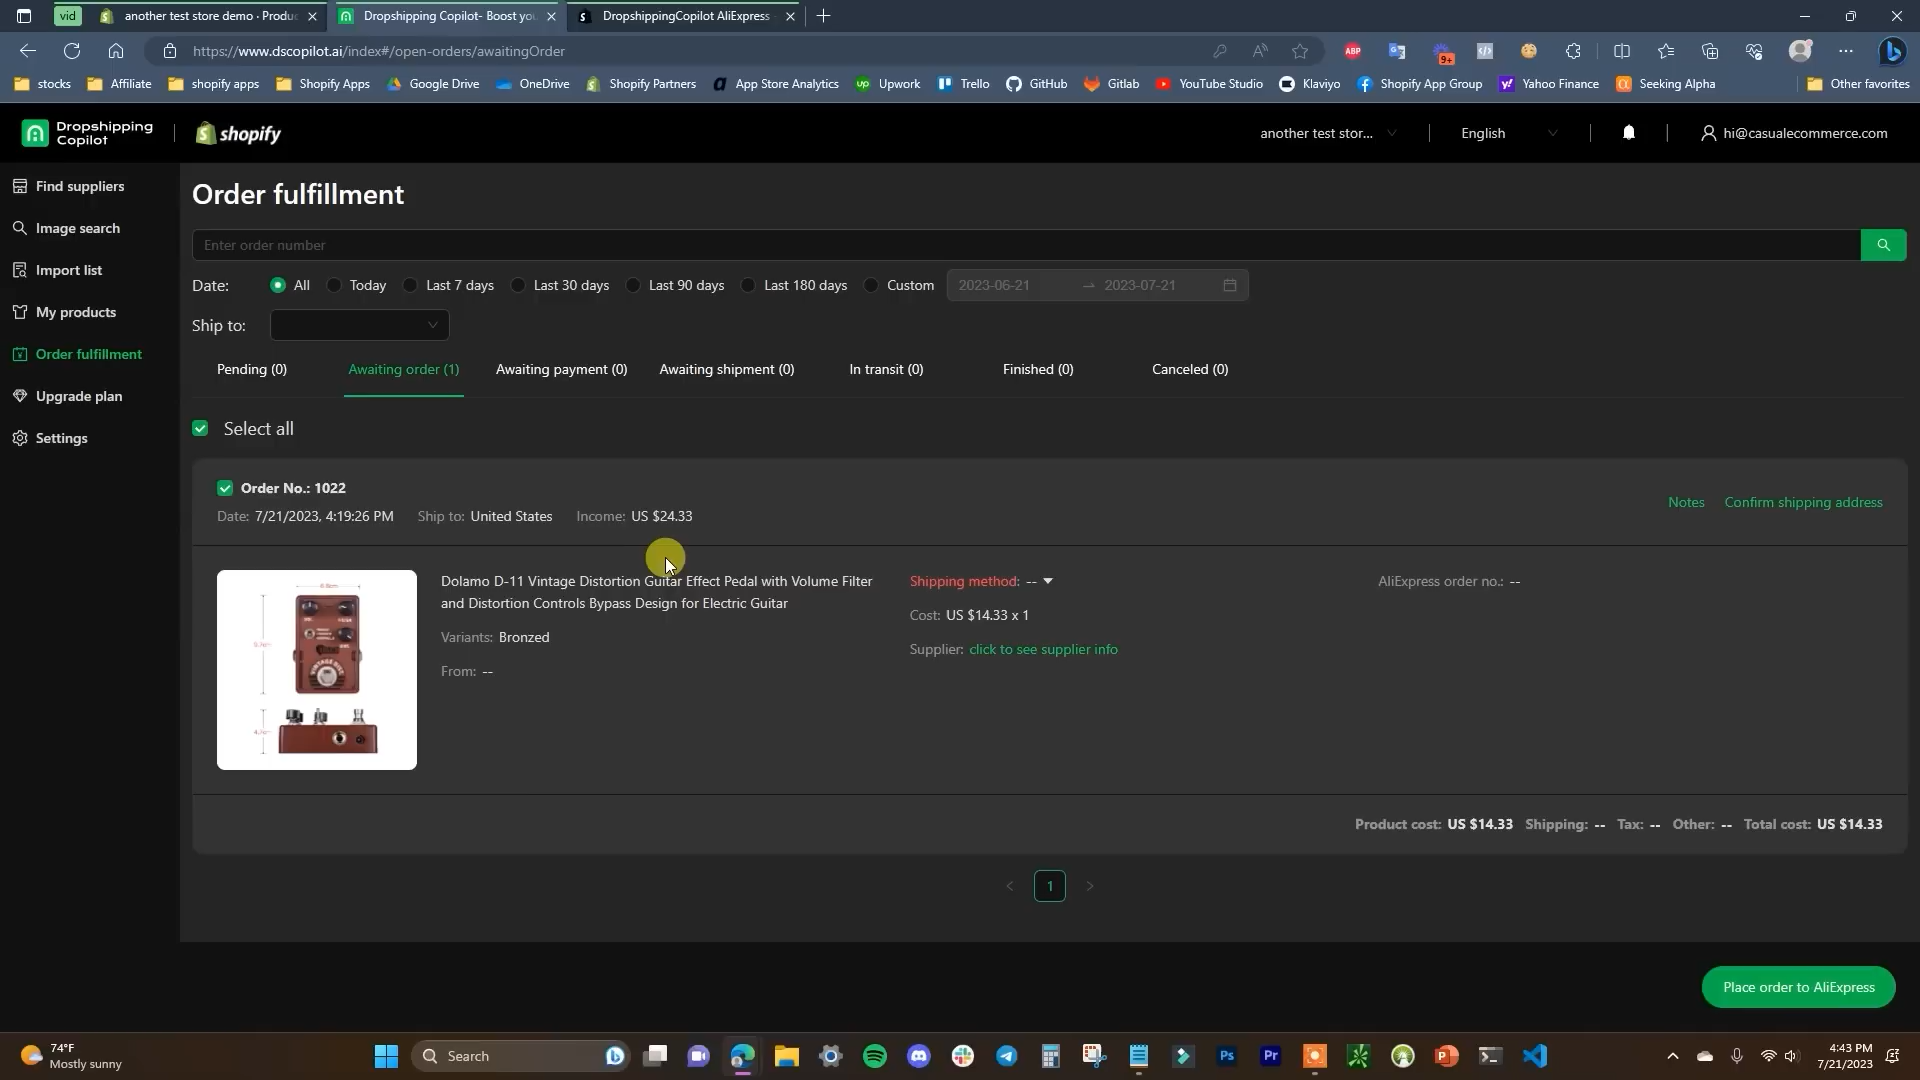 vid
another test store demo · Produc
Dropshipping Copilot- Boost you
DropshippingCopilot AliExpress
https://www.dscopilot.ai/index#/open-orders/awaitingOrder
ABP
9+
stocks
Affiliate
shopify apps
Shopify Apps
Google Drive
OneDrive
Shopify Partners
App Store Analytics
Upwork
Trello
GitHub
Gitlab
YouTube Studio
Klaviyo
Shopify App Group
Yahoo Finance
Seeking Alpha
Other favorites
Dropshipping
Copilot
shopify
another test stor...
English
hi@casualecommerce.com
Find suppliers
Image search
Import list
My products
Order fulfillment
Upgrade plan
Settings
Order fulfillment
Enter order number
Date: All Today Last 7 days Last 30 days Last 90 days Last 180 days Custom 2023-06-21 → 2023-07-21
Ship to:
Pending (0) Awaiting order (1) Awaiting payment (0) Awaiting shipment (0) In transit (0) Finished (0) Canceled (0)
Select all
Order No.: 1022
Date: 7/21/2023, 4:19:26 PM Ship to: United States Income: US $24.33
Notes Confirm shipping address
Dolamo D-11 Vintage Distortion Guitar Effect Pedal with Volume Filter
and Distortion Controls Bypass Design for Electric Guitar
Variants: Bronzed
From: --
Shipping method: --
Cost: US $14.33 x 1
Supplier: click to see supplier info
AliExpress order no.: --
Product cost: US $14.33 Shipping: -- Tax: -- Other: -- Total cost: US $14.33
< 1 >
Place order to AliExpress
74°F
Mostly sunny
Search
Ps
Pr
4:43 PM
7/21/2023